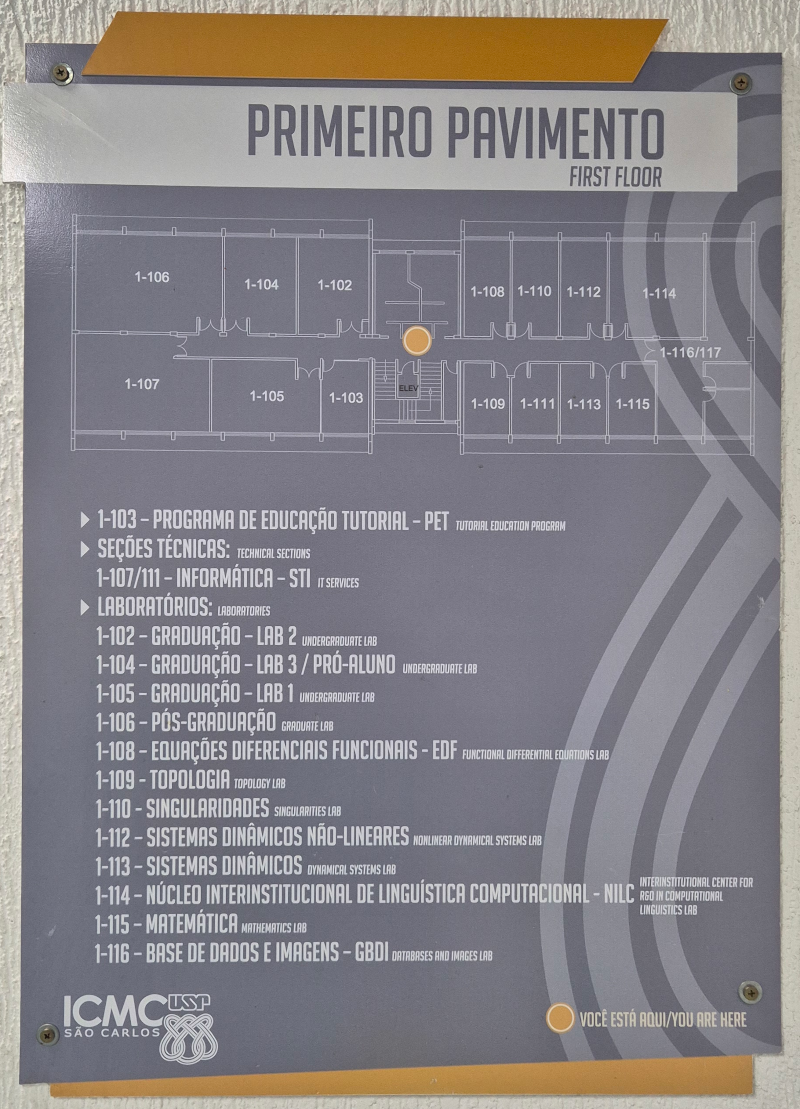 PRIMEIRO PAVIMENTO
FIRST FLOOR
1-106
1-104
1-102
1-108
1-110
1-112
1-114
1-116/117
1-107
1-105
1-103
ELEV
1-109
1-111
1-113
1-115
1-103 – PROGRAMA DE EDUCAÇÃO TUTORIAL – PET TUTORIAL EDUCATION PROGRAM
SEÇÕES TÉCNICAS: TECHNICAL SECTIONS
1-107/111 – INFORMÁTICA – STI IT SERVICES
LABORATÓRIOS: LABORATORIES
1-102 – GRADUAÇÃO – LAB 2 UNDERGRADUATE LAB
1-104 – GRADUAÇÃO – LAB 3 / PRÓ-ALUNO UNDERGRADUATE LAB
1-105 – GRADUAÇÃO – LAB 1 UNDERGRADUATE LAB
1-106 – PÓS-GRADUAÇÃO GRADUATE LAB
1-108 – EQUAÇÕES DIFERENCIAIS FUNCIONAIS - EDF FUNCTIONAL DIFFERENTIAL EQUATIONS LAB
1-109 – TOPOLOGIA TOPOLOGY LAB
1-110 – SINGULARIDADES SINGULARITIES LAB
1-112 – SISTEMAS DINÂMICOS NÃO-LINEARES NONLINEAR DYNAMICAL SYSTEMS LAB
1-113 – SISTEMAS DINÂMICOS DYNAMICAL SYSTEMS LAB
1-114 – NÚCLEO INTERINSTITUCIONAL DE LINGUÍSTICA COMPUTACIONAL - NILC INTERINSTITUTIONAL CENTER FOR
R&D IN COMPUTATIONAL
LINGUISTICS LAB
1-115 – MATEMÁTICA MATHEMATICS LAB
1-116 – BASE DE DADOS E IMAGENS – GBDI DATABASES AND IMAGES LAB
ICMC USP
SÃO CARLOS
VOCÊ ESTÁ AQUI/YOU ARE HERE